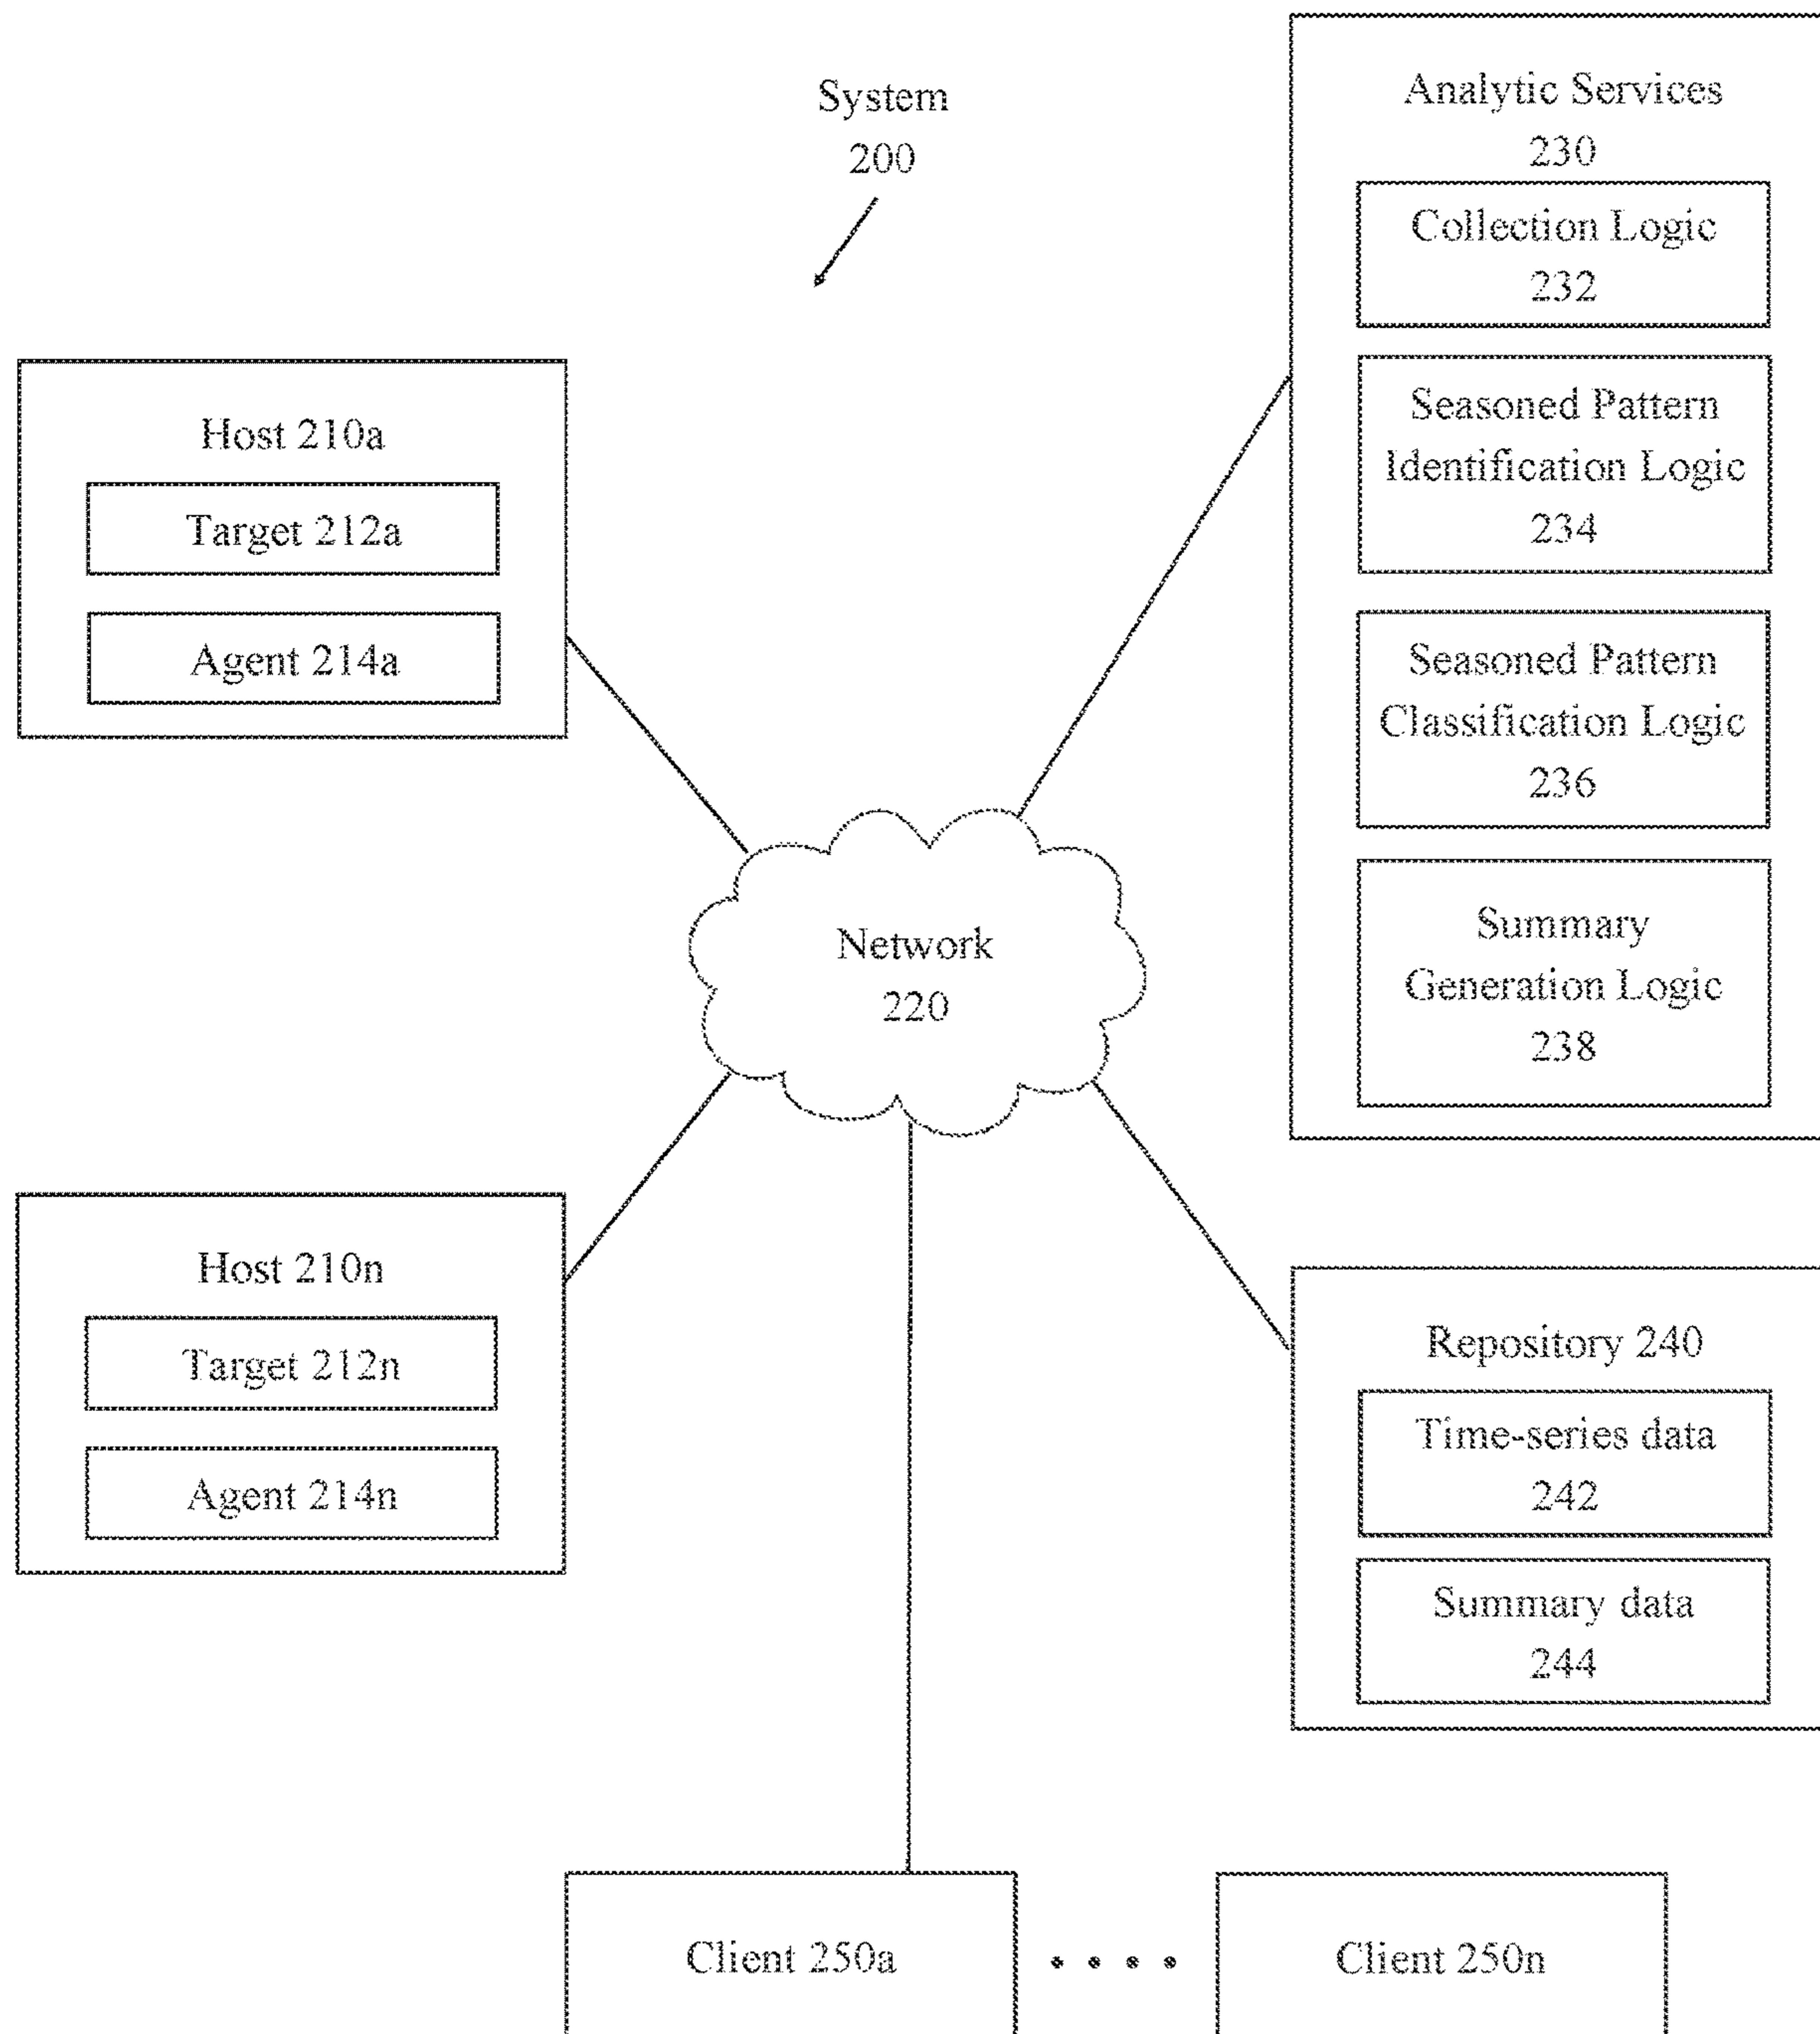 System
200
Analytic Services
230
Collection Logic
232
Seasoned Pattern
Identification Logic
234
Seasoned Pattern
Classification Logic
236
Summary
Generation Logic
238
Host 210a
Target 212a
Agent 214a
Network
220
Host 210n
Target 212n
Agent 214n
Repository 240
Time-series data
242
Summary data
244
Client 250a
Client 250n